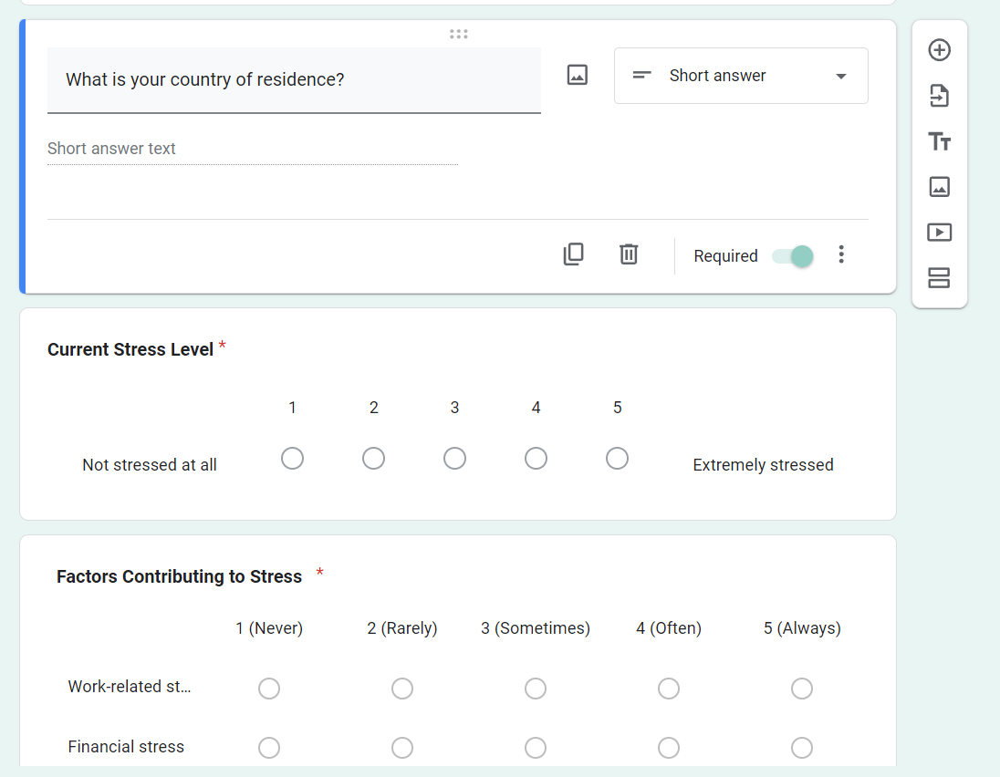 What is your country of residence?
Short answer
Short answer text
Required
Current Stress Level *
1 2 3 4 5
Not stressed at all Extremely stressed
Factors Contributing to Stress *
1 (Never) 2 (Rarely) 3 (Sometimes) 4 (Often) 5 (Always)
Work-related st...
Financial stress